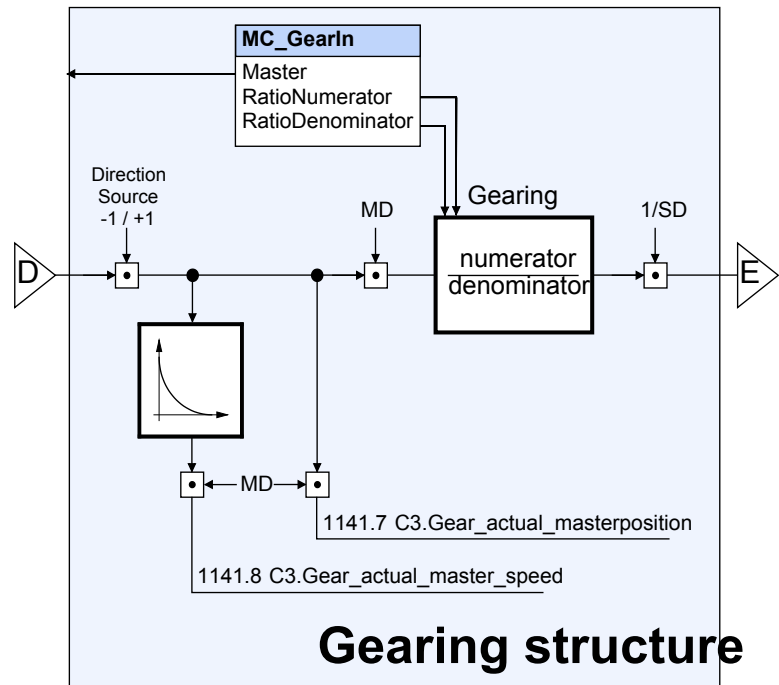 MC_GearIn
Master
RatioNumerator
RatioDenominator
Direction
Source
-1 / +1
MD
Gearing
1/SD
D
numerator
denominator
E
MD
1141.7 C3.Gear_actual_masterposition
1141.8 C3.Gear_actual_master_speed
Gearing structure